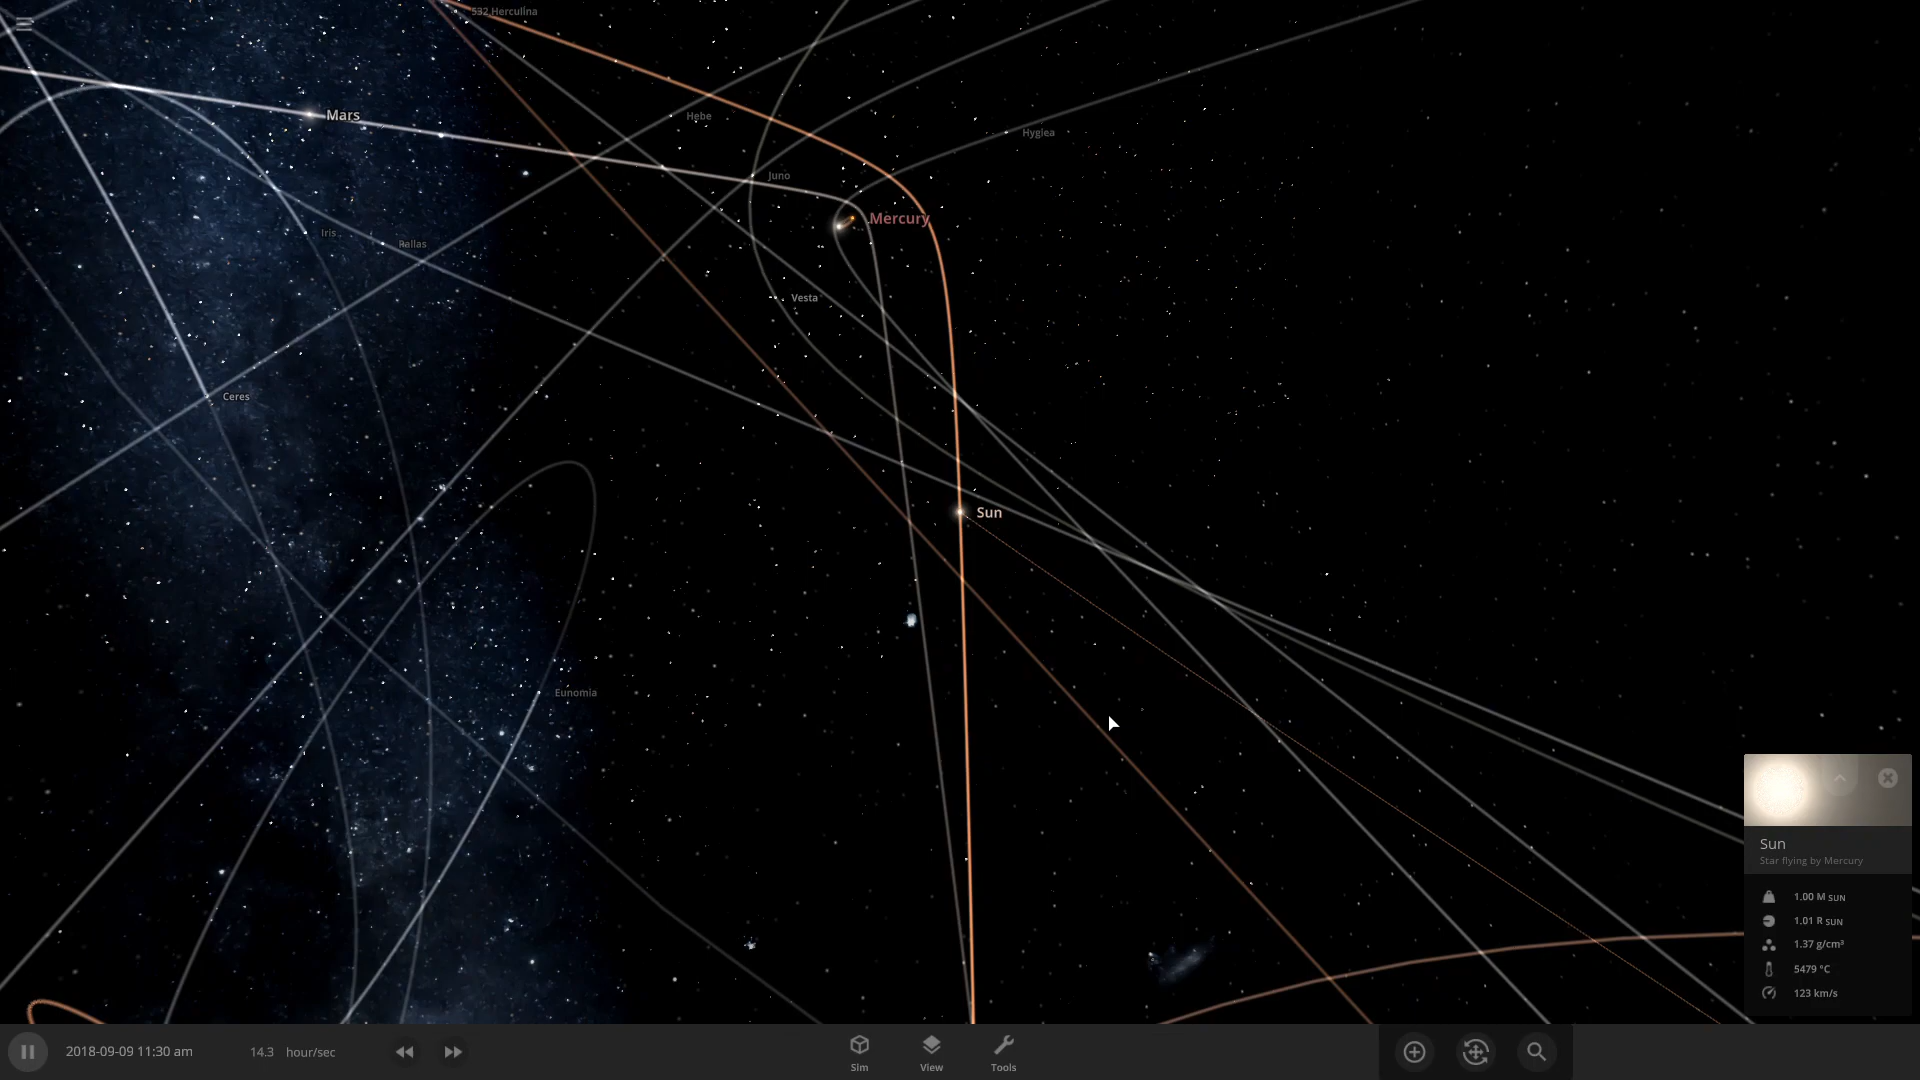 532 Herculina
Mars
Hebe
Hygiea
Juno
Mercury
Iris
Pallas
Vesta
Ceres
Sun
Eunomia
Sun
Star flying by Mercury
1.00 M SUN
1.01 R SUN
1.37 g/cm³
5479 °C
123 km/s
2018-09-09 11:30 am
14.3 hour/sec
Sim
View
Tools